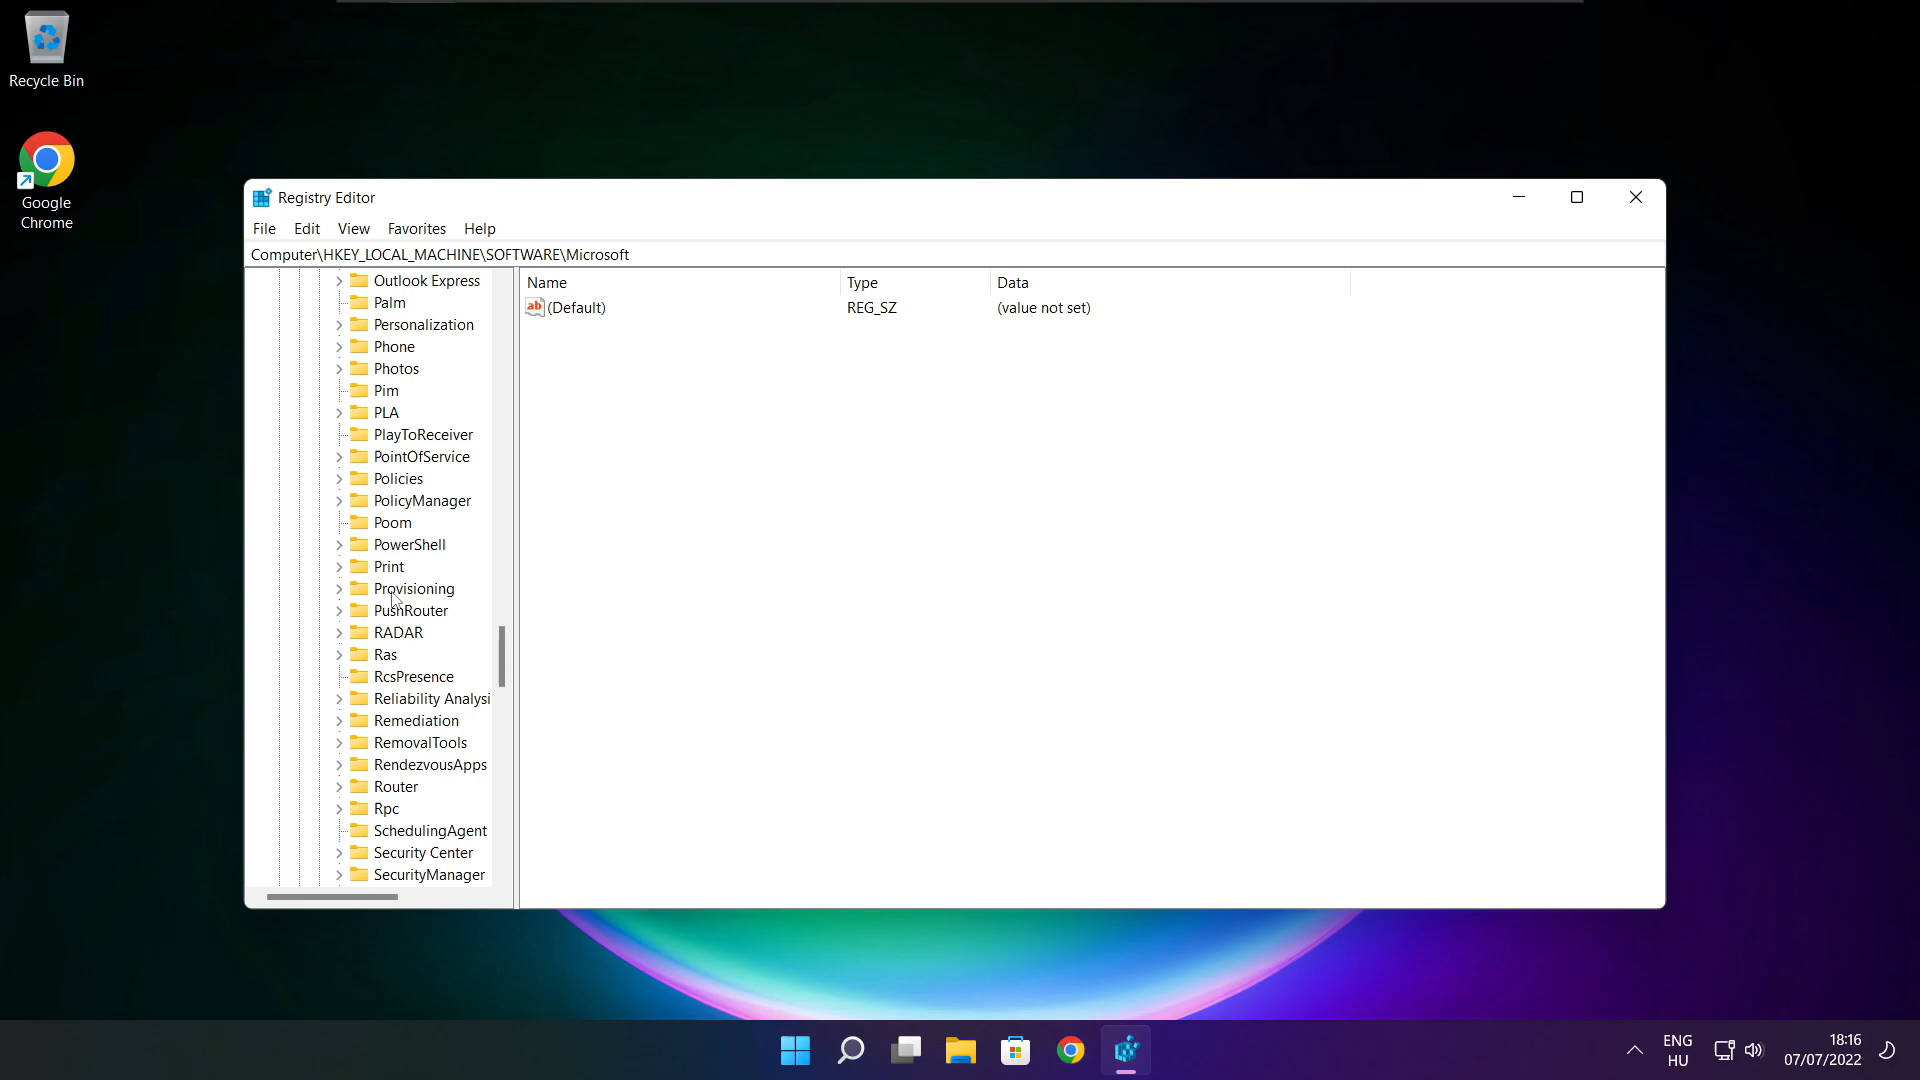 Recycle Bin
Google
Chrome
Registry Editor
File Edit View Favorites Help
Computer\HKEY_LOCAL_MACHINE\SOFTWARE\Microsoft
Name Type Data
(Default) REG_SZ (value not set)
ab
Outlook Express
Palm
Personalization
Phone
Photos
Pim
PLA
PlayToReceiver
PointOfService
Policies
PolicyManager
Poom
PowerShell
Print
Provisioning
PushRouter
RADAR
Ras
RcsPresence
Reliability Analysi
Remediation
RemovalTools
RendezvousApps
Router
Rpc
SchedulingAgent
Security Center
SecurityManager
ENG
HU
18:16
07/07/2022